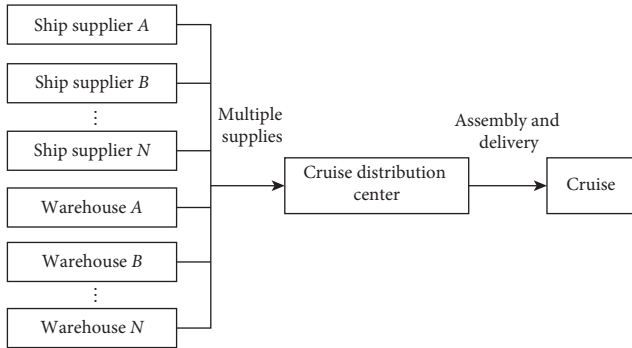 Ship supplier A
Ship supplier B
⋮
Ship supplier N
Warehouse A
Warehouse B
⋮
Warehouse N
Multiple
supplies
Cruise distribution
center
Assembly and
delivery
Cruise